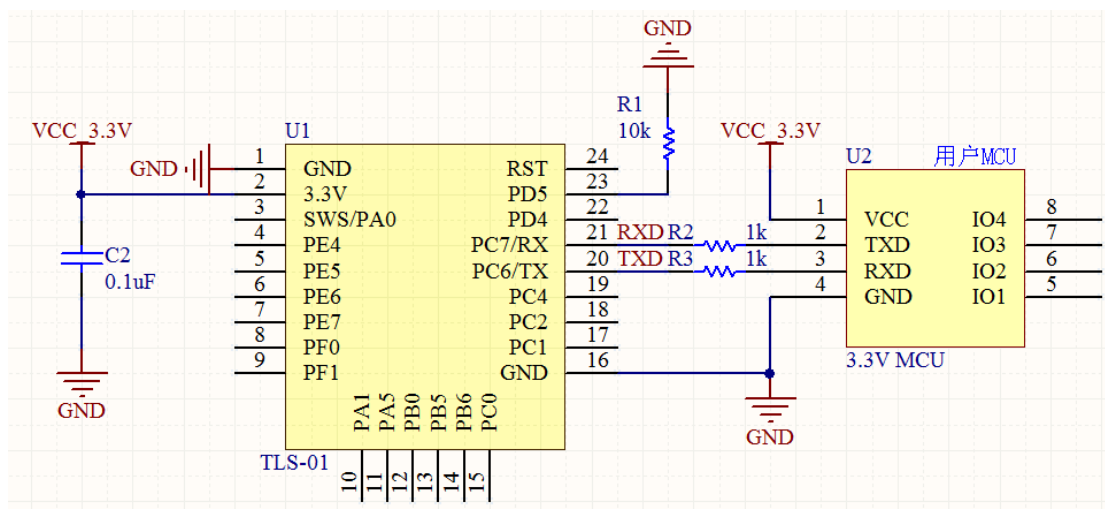 GND
R1
10k
VCC_3.3V
GND
C2
0.1uF
GND
U1
1 GND RST 24
2 3.3V PD5 23
3 SWS/PA0 PD4 22
4 PE4 PC7/RX 21 RXD R2 1k
5 PE5 PC6/TX 20 TXD R3 1k
6 PE6 PC4 19
7 PE7 PC2 18
8 PF0 PC1 17
9 PF1 GND 16
PA1 PA5 PB0 PB5 PB6 PC0
TLS-01
10 11 12 13 14 15
VCC_3.3V
U2 用户MCU
1 VCC IO4 8
2 TXD IO3 7
3 RXD IO2 6
4 GND IO1 5
3.3V MCU
GND